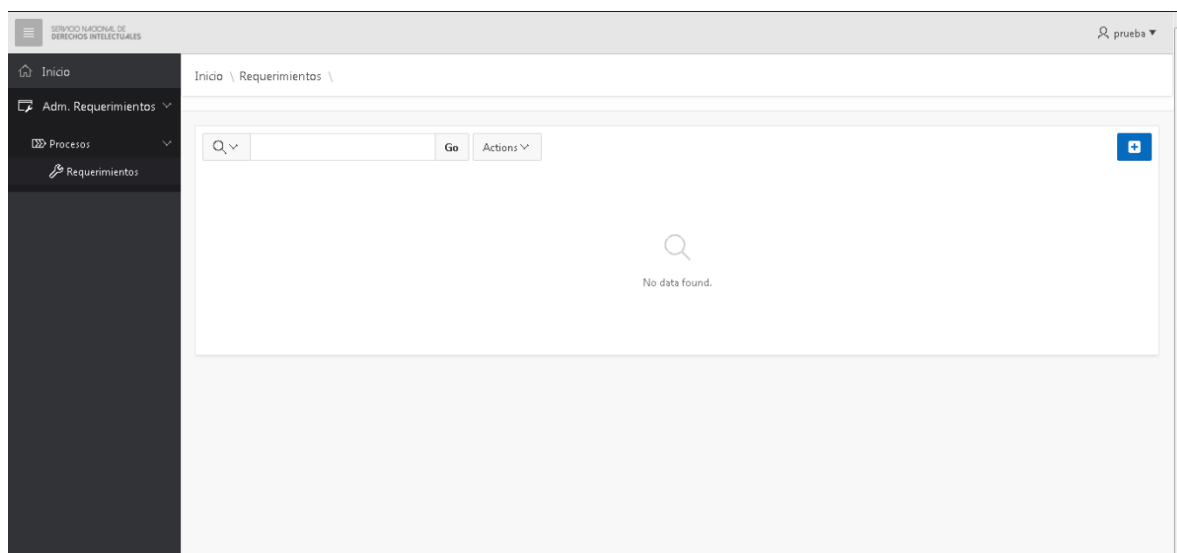 SERVICIO NACIONAL DE
DERECHOS INTELECTUALES
prueba
Inicio
Inicio \ Requerimientos \
Adm. Requerimientos
Procesos
Requerimientos
Go
Actions
No data found.